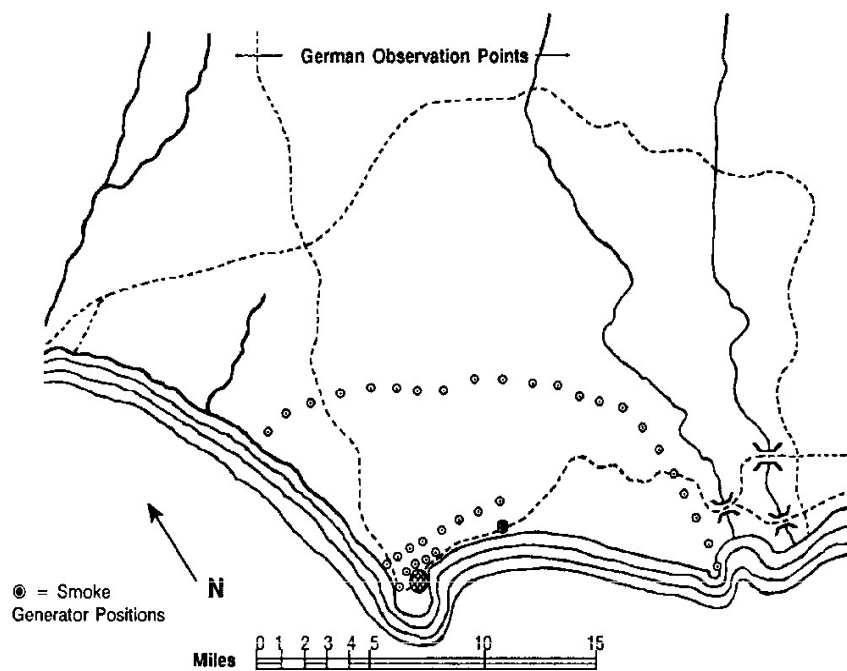 German Observation Points
N
= Smoke
Generator Positions
0 1 2 3 4 5 10 15
Miles